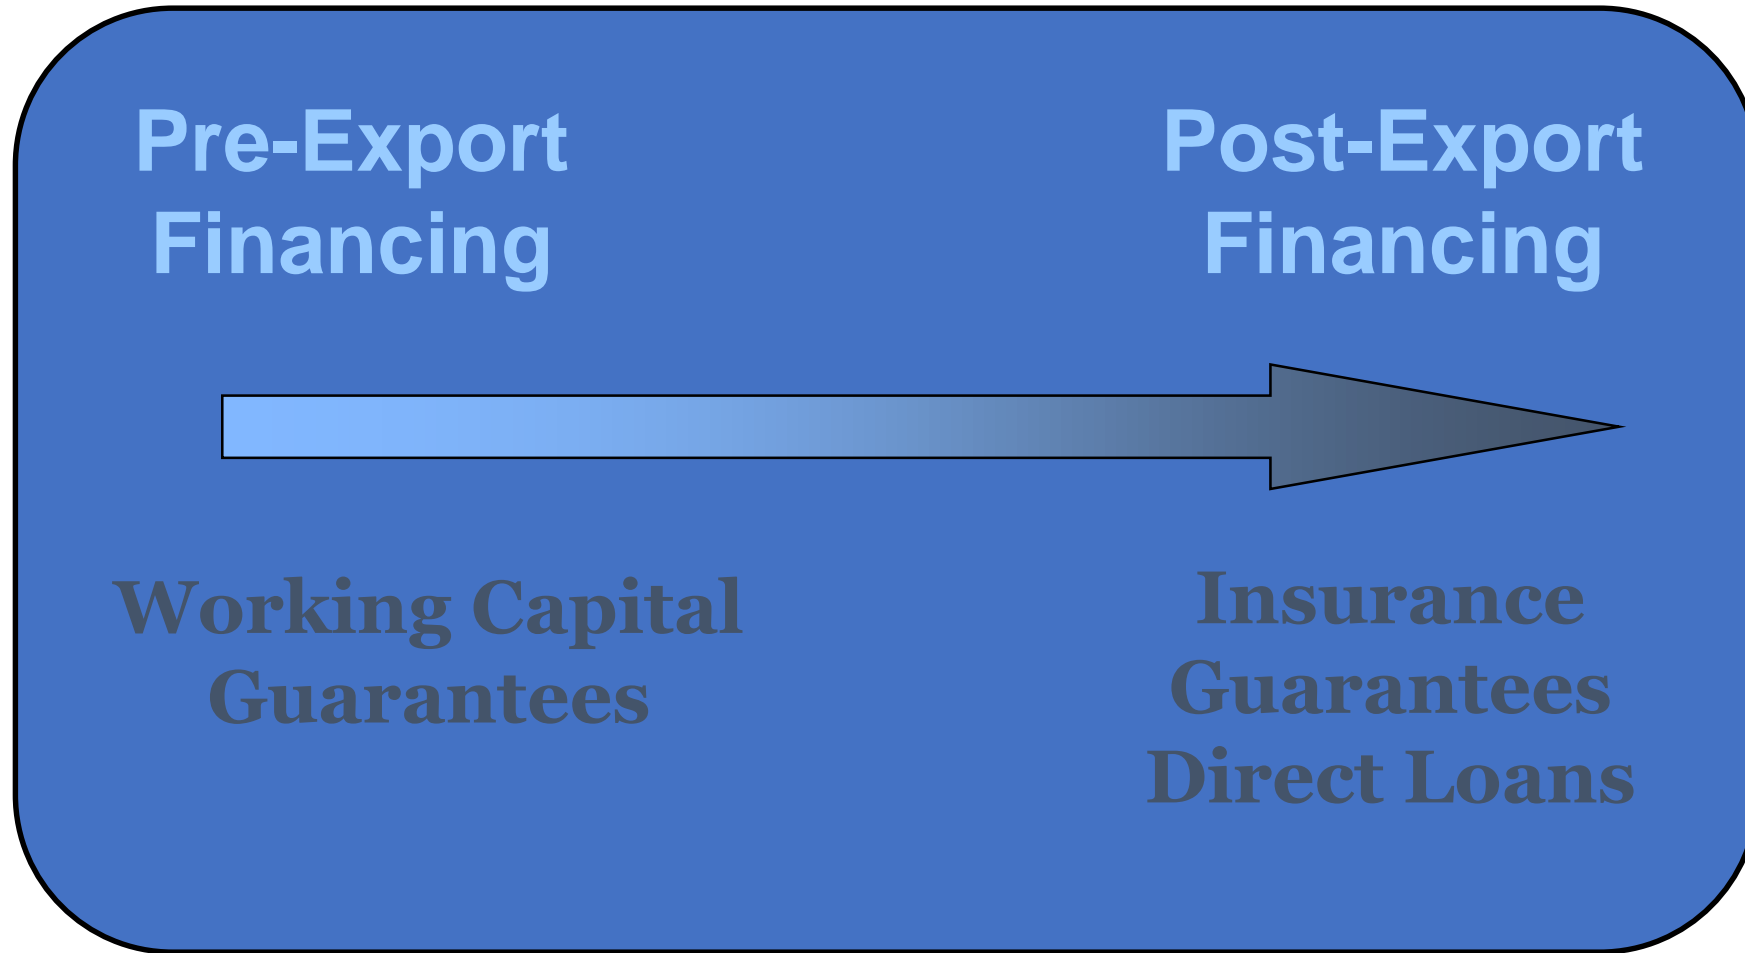 Pre-Export
Financing
Post-Export
Financing
Working Capital
Guarantees
Insurance
Guarantees
Direct Loans